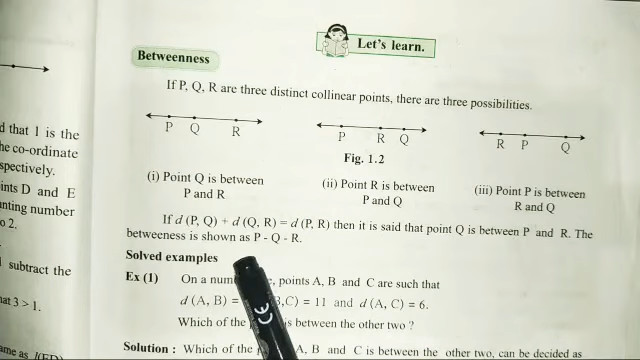 Let's learn.
Betweenness
If P, Q, R are three distinct collinear points, there are three possibilities.
P Q R
P R Q
R P Q
Fig. 1.2
(i) Point Q is between
P and R
(ii) Point R is between
P and Q
(iii) Point P is between
R and Q
If d (P, Q) + d (Q, R) = d (P, R) then it is said that point Q is between P and R. The
betweeness is shown as P - Q - R.
Solved examples
Ex (1) On a points A, B and C are such that
d (A, B) = C) = 11 and d (A, C) = 6.
Which of the is between the other two ?
Solution : Which of the A, B and C is between the other two, can be decided as
d that 1 is the
he co-ordinate
spectively.
ints D and E
nting number
o 2.
subtract the
hat 3 > 1.
ame as